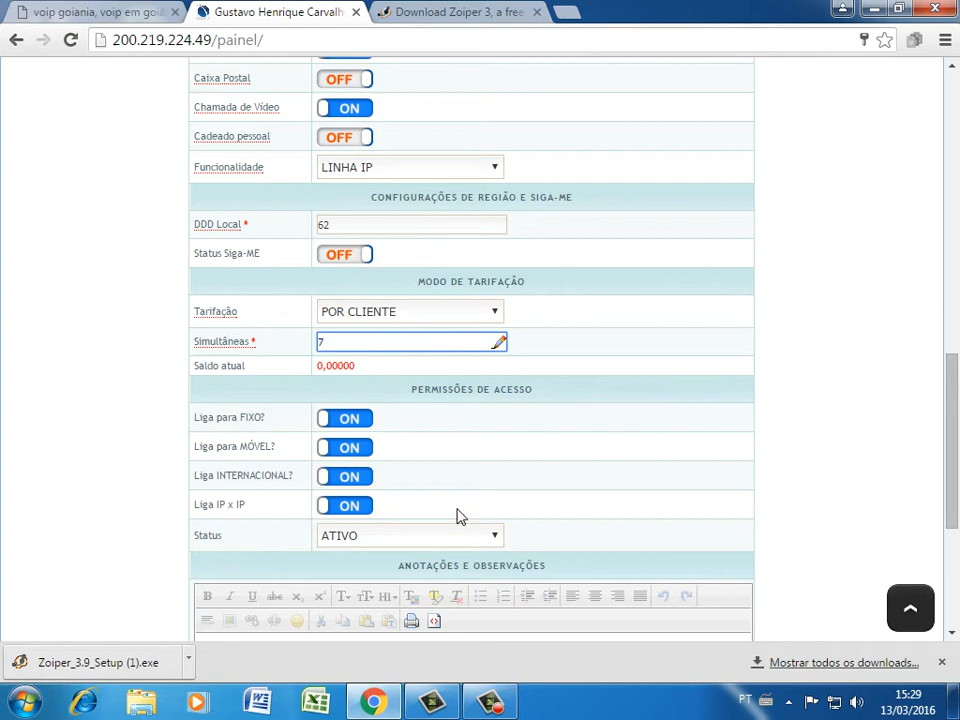 voip goiania, voip em goiâ
Gustavo Henrique Carvalh
Download Zoiper 3, a free
200.219.224.49/painel/
Caixa Postal OFF
Chamada de Vídeo ON
Cadeado pessoal OFF
Funcionalidade LINHA IP
CONFIGURAÇÕES DE REGIÃO E SIGA-ME
DDD Local * 62
Status Siga-ME OFF
MODO DE TARIFAÇÃO
Tarifação POR CLIENTE
Simultâneas * 7
Saldo atual 0,00000
PERMISSÕES DE ACESSO
Liga para FIXO? ON
Liga para MÓVEL? ON
Liga INTERNACIONAL? ON
Liga IP x IP ON
Status ATIVO
ANOTAÇÕES E OBSERVAÇÕES
Zoiper_3.9_Setup (1).exe
Mostrar todos os downloads...
PT
15:29
13/03/2016